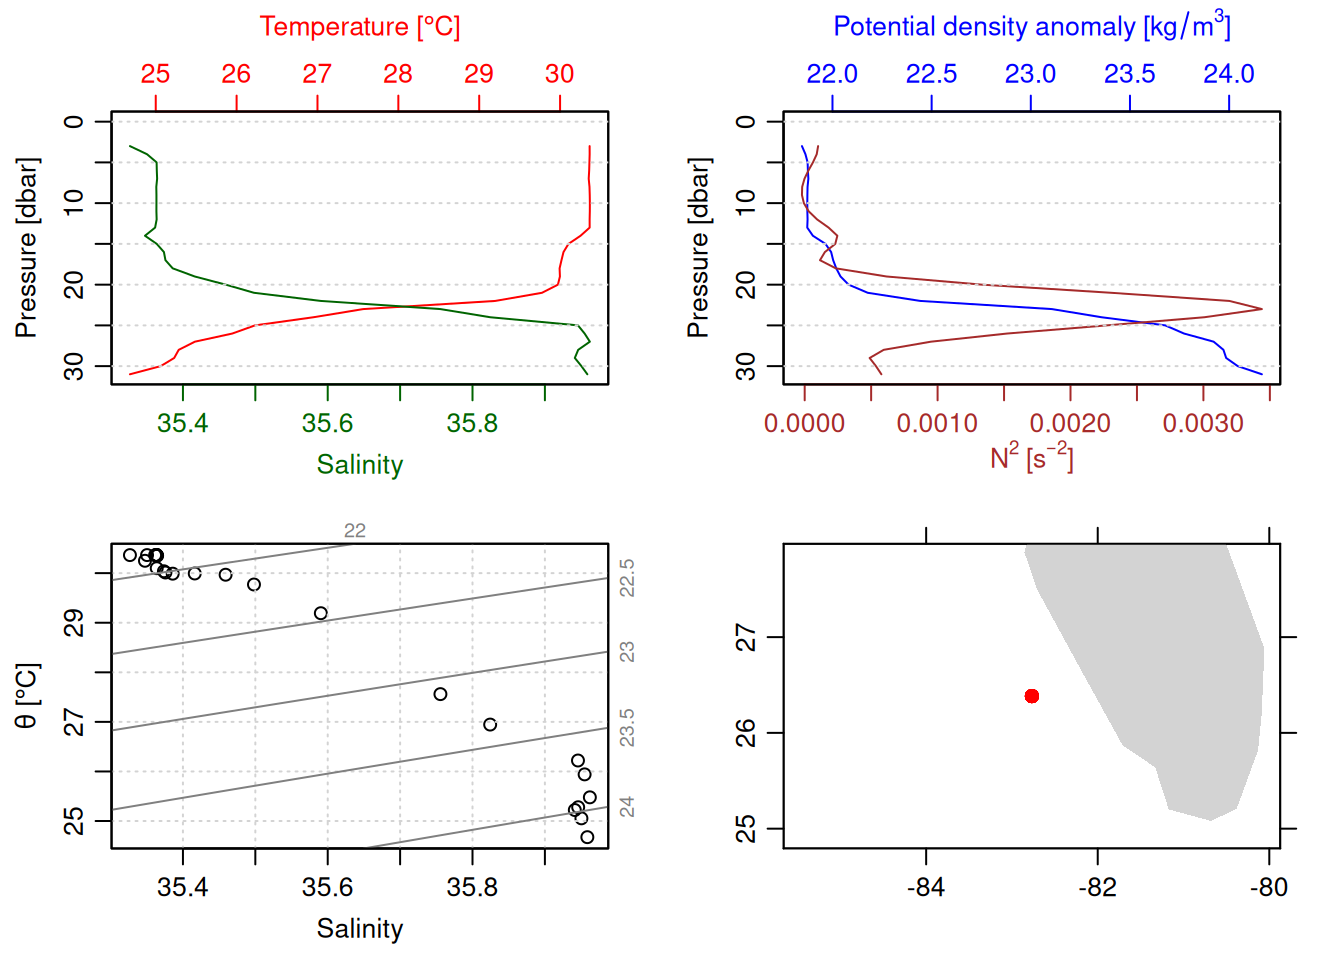 Temperature [°C]
25 26 27 28 29 30
0
10
20
30
Pressure [dbar]
35.4 35.6 35.8
Salinity
Potential density anomaly [kg/m³]
22.0 22.5 23.0 23.5 24.0
0
10
20
30
Pressure [dbar]
0.0000 0.0010 0.0020 0.0030
N² [s⁻²]
22
22.5
23
23.5
24
29
27
25
θ [°C]
35.4 35.6 35.8
Salinity
27
26
25
-84 -82 -80